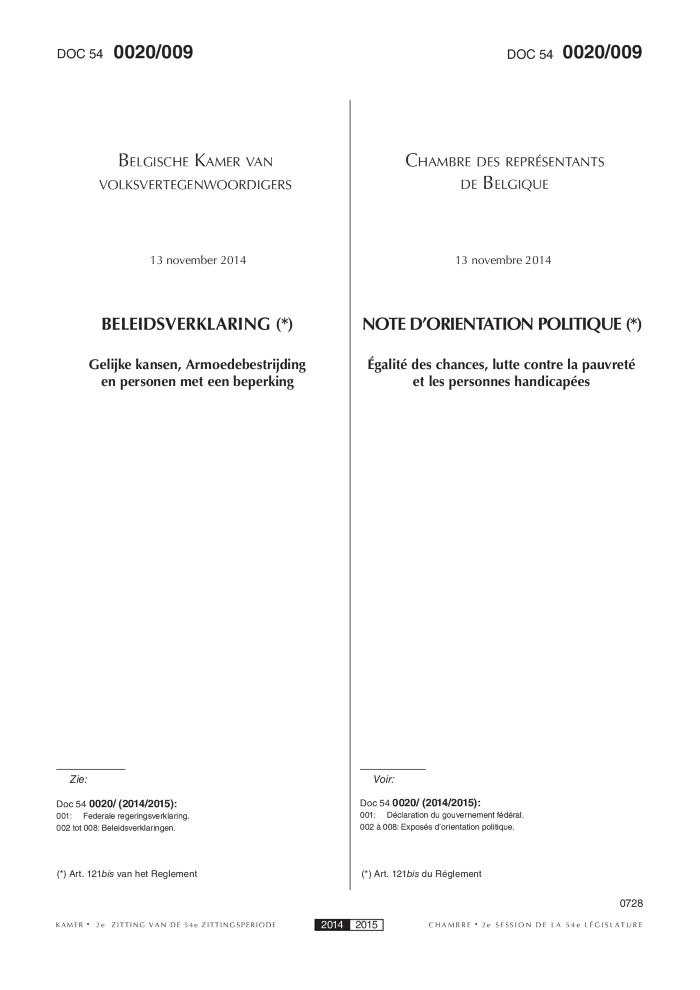 DOC 54 0020/009
DOC 54 0020/009
BELGISCHE KAMER VAN
VOLKSVERTEGENWOORDIGERS
13 november 2014
BELEIDSVERKLARING (*)
Gelijke kansen, Armoedebestrijding
en personen met een beperking
Zie:
Doc 54 0020/ (2014/2015):
001: Federale regeringsverklaring.
002 tot 008: Beleidsverklaringen.
(*) Art. 121bis van het Reglement
CHAMBRE DES REPRÉSENTANTS
DE BELGIQUE
13 novembre 2014
NOTE D’ORIENTATION POLITIQUE (*)
Égalité des chances, lutte contre la pauvreté
et les personnes handicapées
Voir:
Doc 54 0020/ (2014/2015):
001: Déclaration du gouvernement fédéral.
002 à 008: Exposés d’orientation politique.
(*) Art. 121bis du Réglement
0728
KAMER • 2e ZITTING VAN DE 54e ZITTINGSPERIODE
2014 2015
CHAMBRE • 2e SESSION DE LA 54e LÉGISLATURE